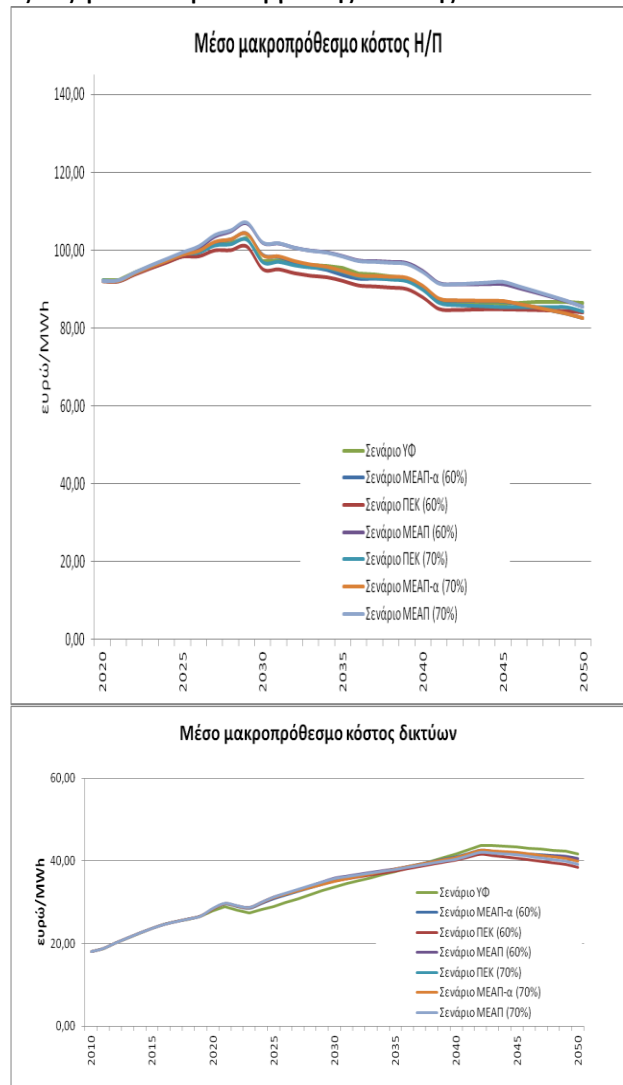 Μέσο μακροπρόθεσμο κόστος Η/Π
140,00
120,00
100,00
80,00
60,00
40,00
20,00
0,00
ευρώ/MWh
Σενάριο ΥΦ
Σενάριο ΜΕΑΠ-α (60%)
Σενάριο ΠΕΚ (60%)
Σενάριο ΜΕΑΠ (60%)
Σενάριο ΠΕΚ (70%)
Σενάριο ΜΕΑΠ-α (70%)
Σενάριο ΜΕΑΠ (70%)
2020
2025
2030
2035
2040
2045
2050
Μέσο μακροπρόθεσμο κόστος δικτύων
60,00
40,00
20,00
0,00
ευρώ/MWh
Σενάριο ΥΦ
Σενάριο ΜΕΑΠ-α (60%)
Σενάριο ΠΕΚ (60%)
Σενάριο ΜΕΑΠ (60%)
Σενάριο ΠΕΚ (70%)
Σενάριο ΜΕΑΠ-α (70%)
Σενάριο ΜΕΑΠ (70%)
2010
2015
2020
2025
2030
2035
2040
2045
2050